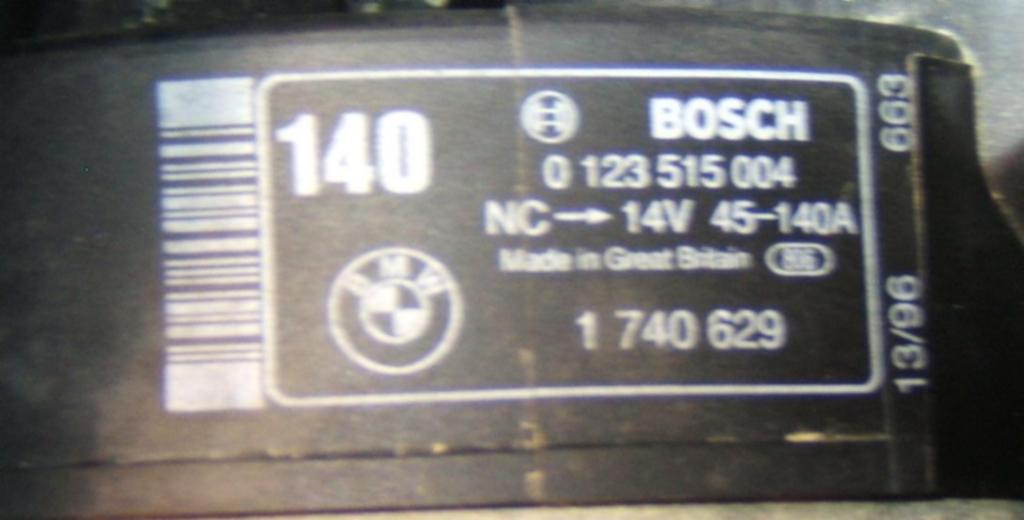 140
BOSCH
0 123 515 004
NC → 14V 45-140A
Made in Great Britain
BMW
1 740 629
663
13/96